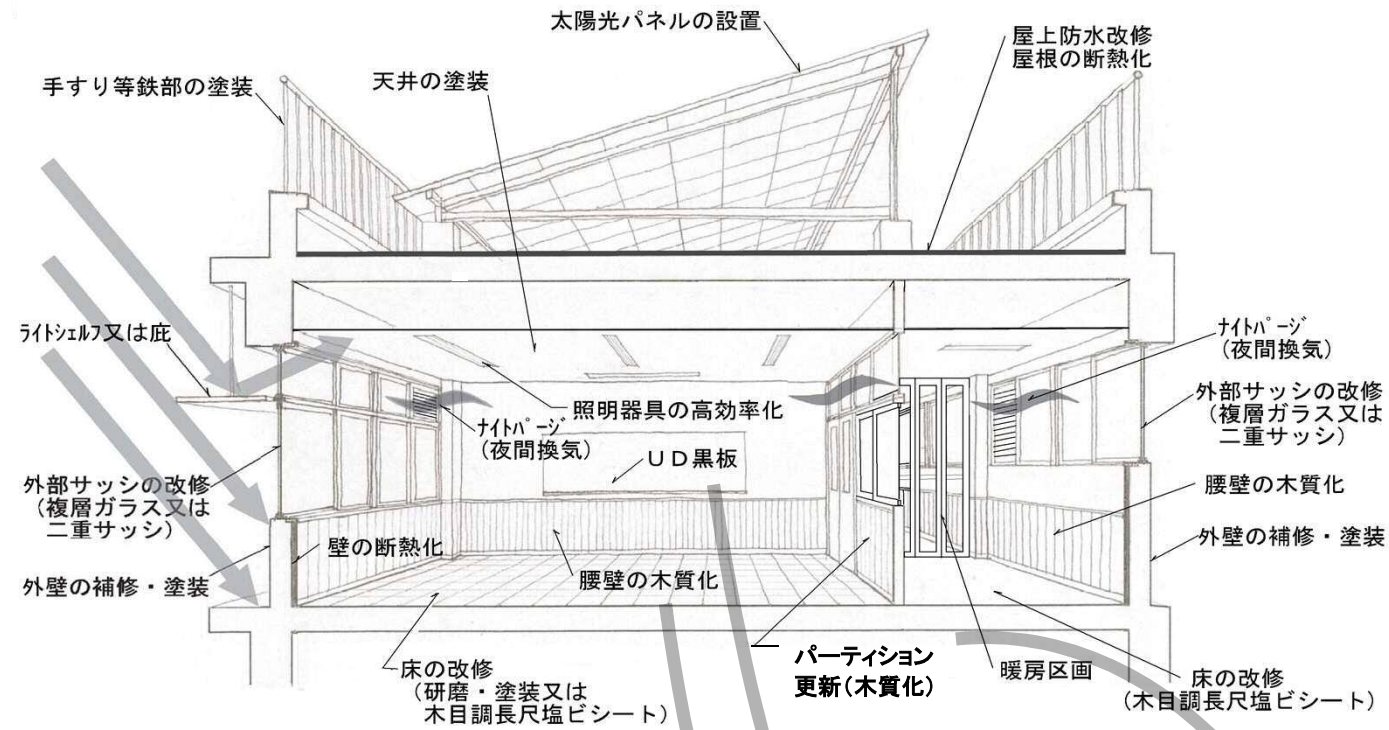 太陽光パネルの設置
屋上防水改修
屋根の断熱化
手すり等鉄部の塗装
天井の塗装
ﾗｲﾄｼｪﾙﾌ又は庇
ﾅｲﾄﾊﾟｰｼﾞ
（夜間換気）
照明器具の高効率化
ﾅｲﾄﾊﾟｰｼﾞ
（夜間換気）
外部サッシの改修
（複層ガラス又は
二重サッシ）
ＵＤ黒板
外部サッシの改修
（複層ガラス又は
二重サッシ）
腰壁の木質化
壁の断熱化
外壁の補修・塗装
外壁の補修・塗装
腰壁の木質化
床の改修
（研磨・塗装又は
木目調長尺塩ビシート）
パーティション
更新（木質化）
暖房区画
床の改修
（木目調長尺塩ビシート）